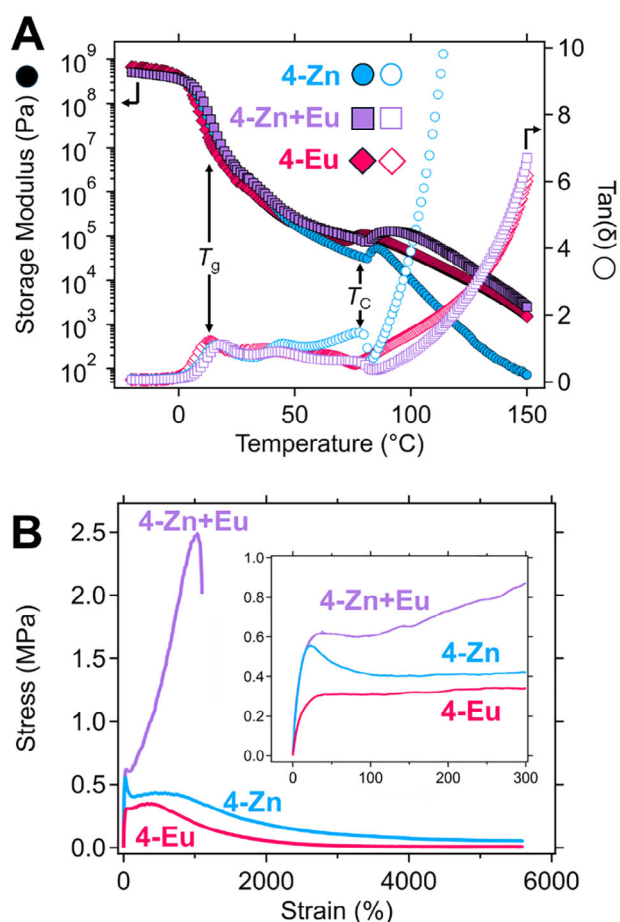 A
Storage Modulus (Pa)
10⁹
10⁸
10⁷
10⁶
10⁵
10⁴
10³
10²
4-Zn
4-Zn+Eu
4-Eu
Tg
TC
10
8
6
4
2
0
Tan(δ)
0 50 100 150
Temperature (°C)
B
Stress (MPa)
2.5
2.0
1.5
1.0
0.5
0.0
4-Zn+Eu
4-Zn
4-Eu
1.0
0.8
0.6
0.4
0.2
0.0
4-Zn+Eu
4-Zn
4-Eu
0 100 200 300
0 2000 4000 6000
Strain (%)